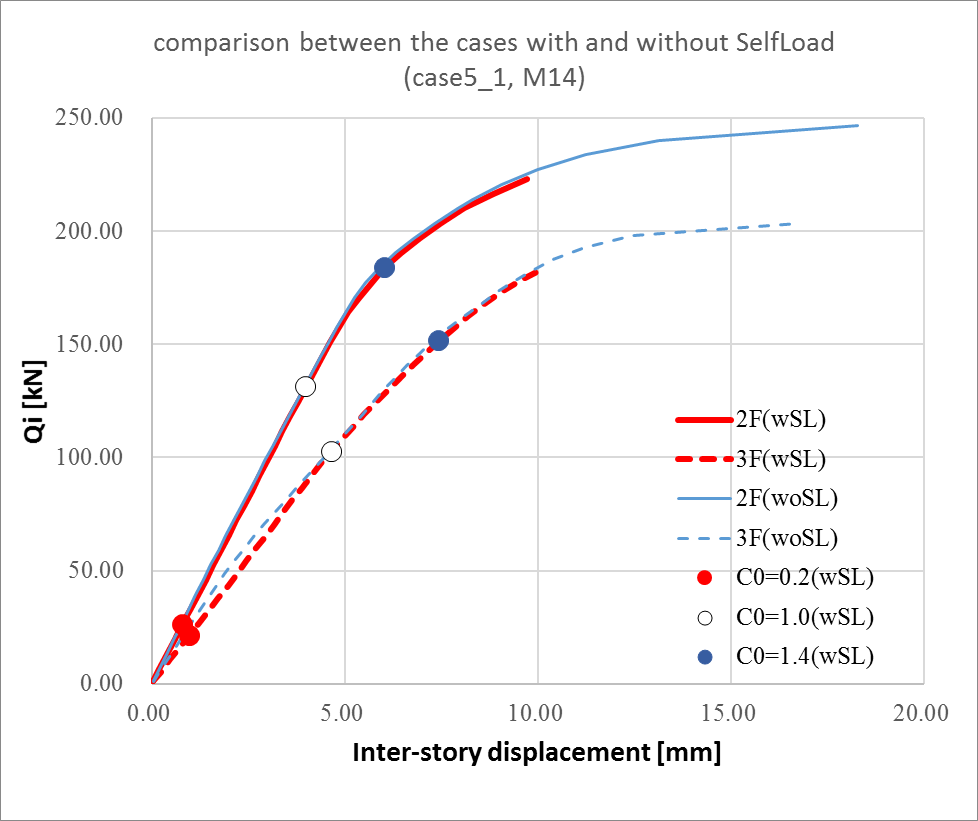 comparison between the cases with and without SelfLoad
(case5_1, M14)
250.00
200.00
150.00
100.00
50.00
0.00
Qi [kN]
2F(wSL)
3F(wSL)
2F(woSL)
3F(woSL)
C0=0.2(wSL)
C0=1.0(wSL)
C0=1.4(wSL)
0.00 5.00 10.00 15.00 20.00
Inter-story displacement [mm]